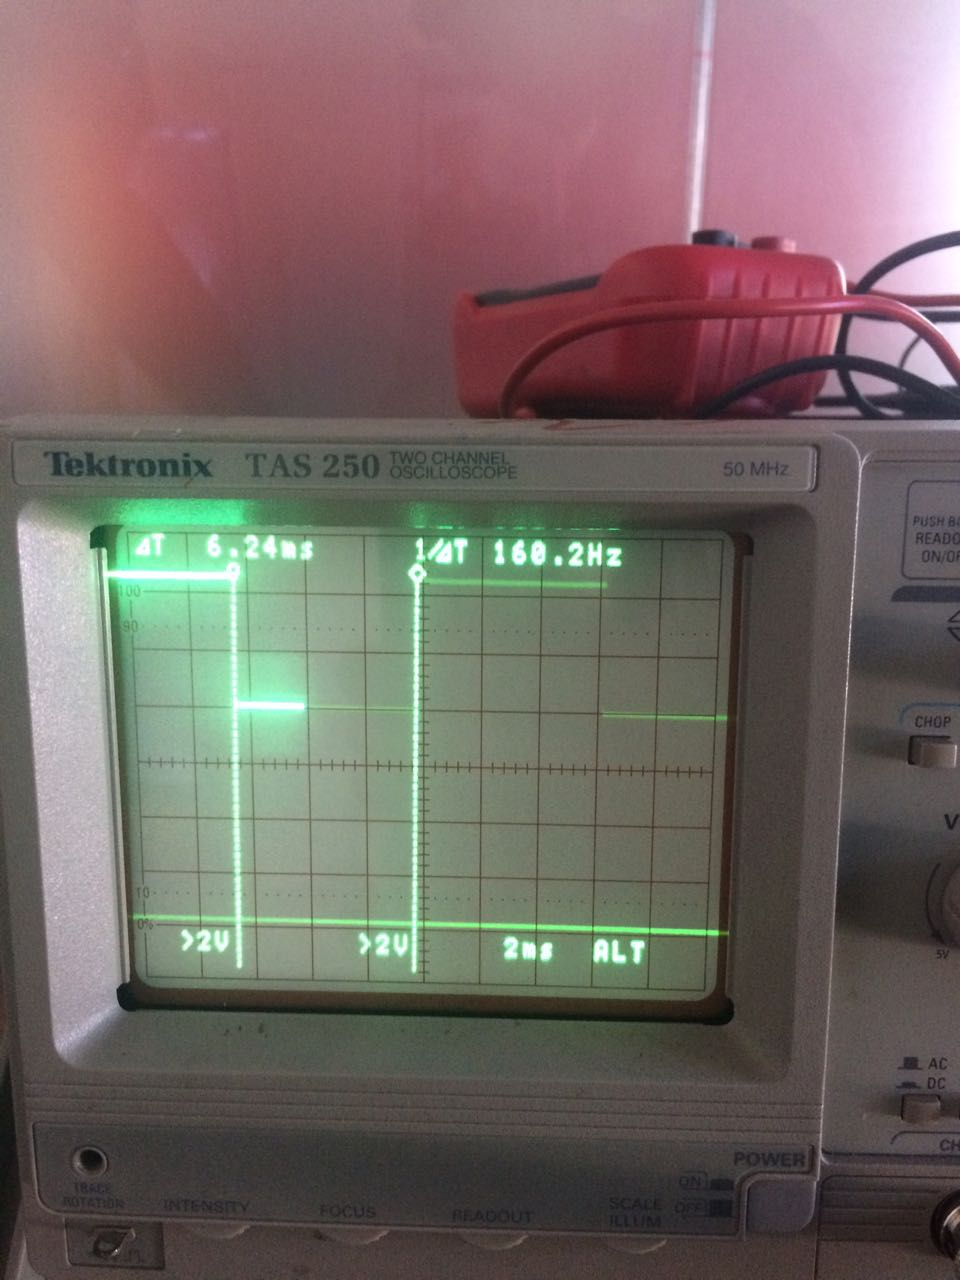 Tektronix TAS 250 TWO CHANNEL OSCILLOSCOPE 50 MHz
ΔT 6.24ms 1/ΔT 160.2Hz
100
90
10
0%
>2V >2V 2ms ALT
PUSH
READO
ON/OF
CHOP
V
5V
AC
DC
CH
POWER
ON
OFF
TRACE ROTATION
INTENSITY
FOCUS
READOUT
SCALE ILLUM